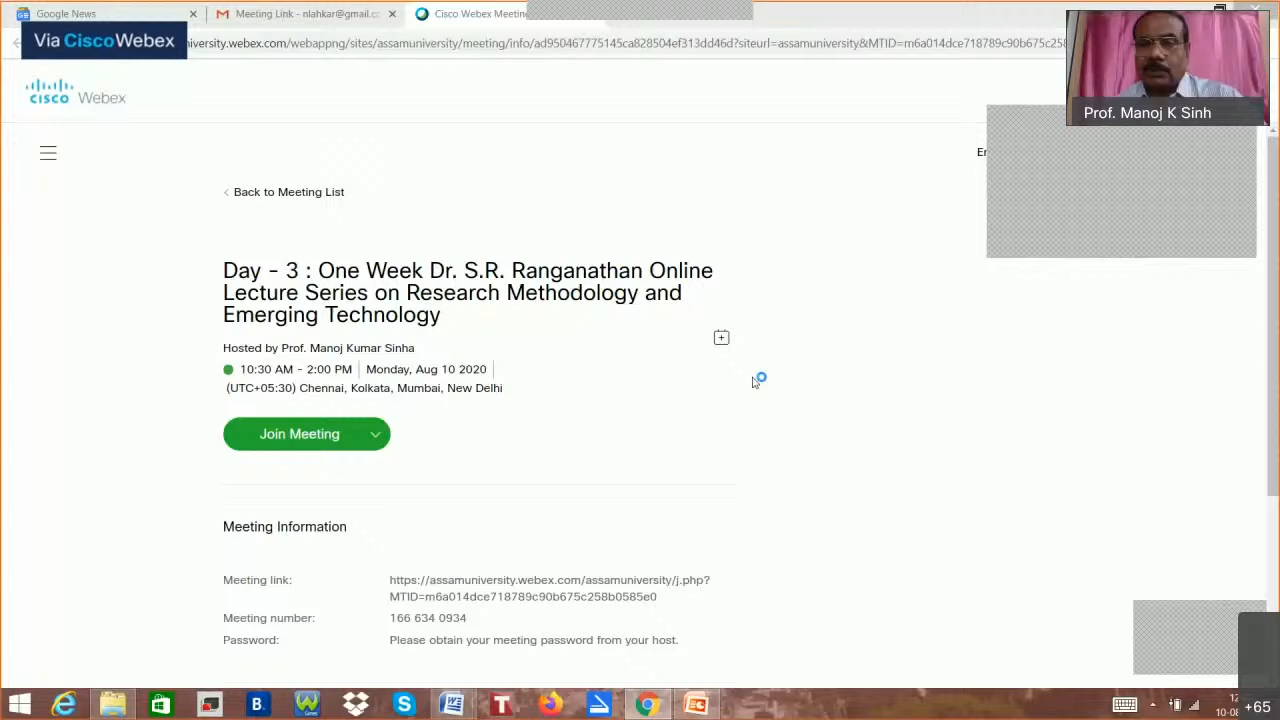 Google News
Meeting Link - nlahkar@gmail.c
Cisco Webex Meetin
Via Cisco Webex
iversity.webex.com/webappng/sites/assamuniversity/meeting/info/ad950467775145ca828504ef313dd46d?siteurl=assamuniversity&MTID=m6a014dce718789c90b675c258
Prof. Manoj K Sinh
CISCO Webex
Back to Meeting List
Day - 3 : One Week Dr. S.R. Ranganathan Online
Lecture Series on Research Methodology and
Emerging Technology
Hosted by Prof. Manoj Kumar Sinha
10:30 AM - 2:00 PM Monday, Aug 10 2020
(UTC+05:30) Chennai, Kolkata, Mumbai, New Delhi
Join Meeting
Meeting Information
Meeting link: https://assamuniversity.webex.com/assamuniversity/j.php?
MTID=m6a014dce718789c90b675c258b0585e0
Meeting number: 166 634 0934
Password: Please obtain your meeting password from your host.
+65